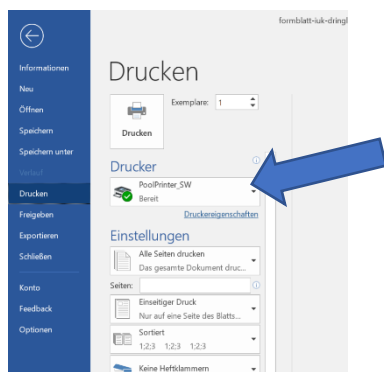 formblatt-iuk-dringl
Informationen
Neu
Öffnen
Speichern
Speichern unter
Verlauf
Drucken
Freigeben
Exportieren
Schließen
Konto
Feedback
Optionen
Drucken
Exemplare: 1
Drucken
Drucker
PoolPrinter_SW
Bereit
Druckereigenschaften
Einstellungen
Alle Seiten drucken
Das gesamte Dokument druc...
Seiten:
Einseitiger Druck
Nur auf eine Seite des Blatts...
Sortiert
1;2;3 1;2;3 1;2;3
Keine Heftklammern